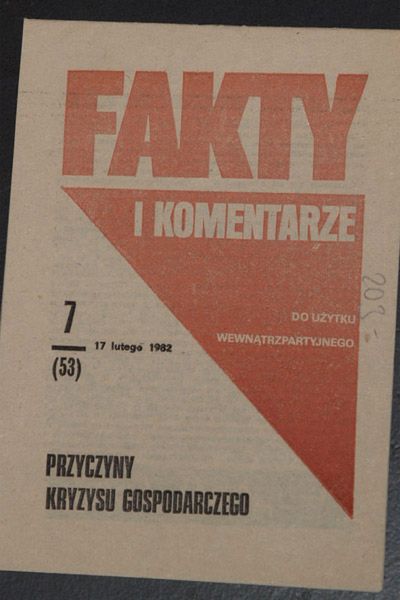 FAKTY
I KOMENTARZE
DO UŻYTKU
WEWNĄTRZPARTYJNEGO
7
(53)
17 lutego 1982
PRZYCZYNY
KRYZYSU GOSPODARCZEGO